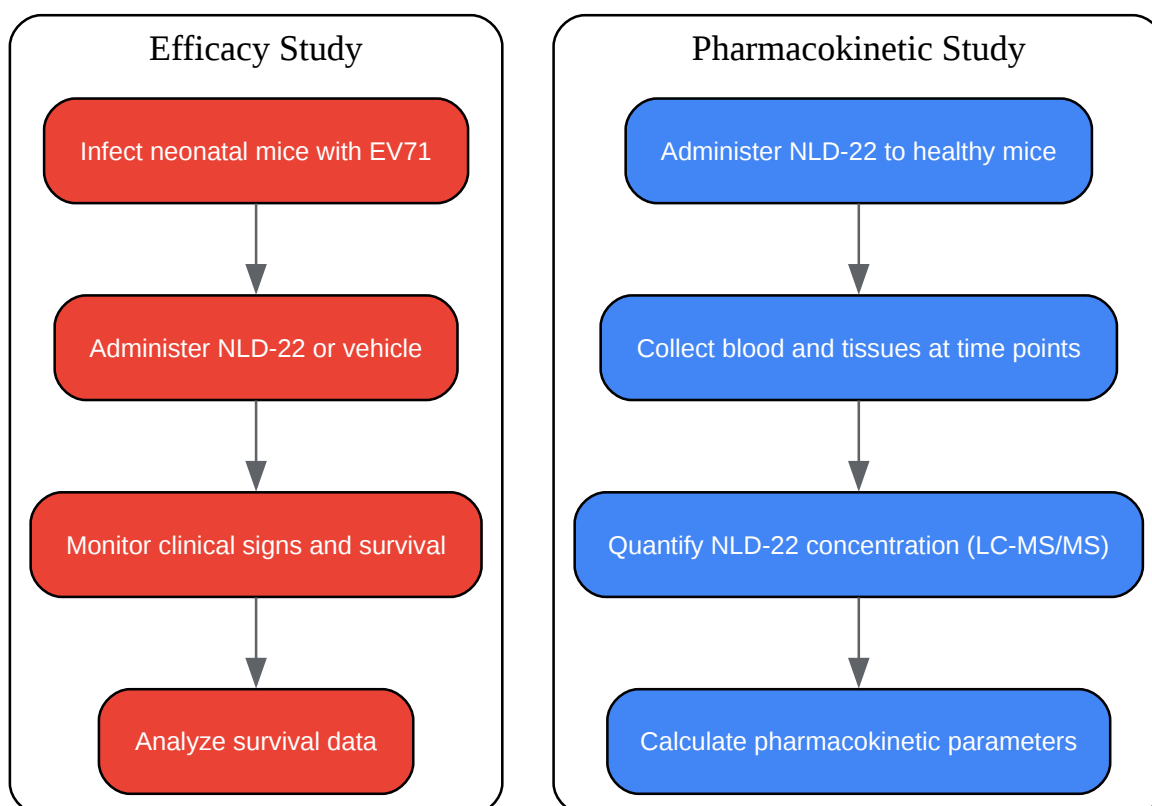 Efficacy Study
Infect neonatal mice with EV71
Administer NLD-22 or vehicle
Monitor clinical signs and survival
Analyze survival data
Pharmacokinetic Study
Administer NLD-22 to healthy mice
Collect blood and tissues at time points
Quantify NLD-22 concentration (LC-MS/MS)
Calculate pharmacokinetic parameters